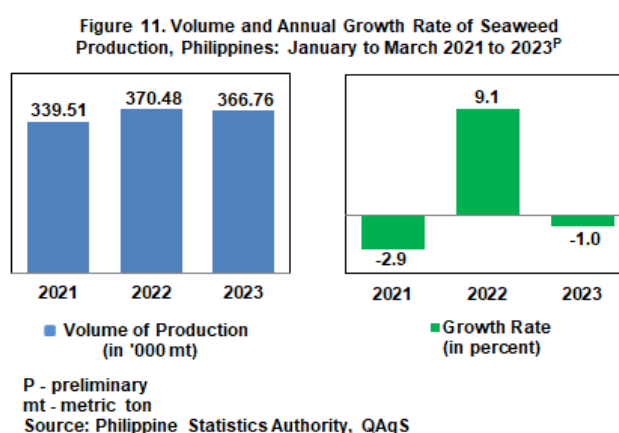 Figure 11. Volume and Annual Growth Rate of Seaweed
Production, Philippines: January to March 2021 to 2023P
339.51
370.48
366.76
2021
2022
2023
Volume of Production
(in '000 mt)
9.1
-2.9
-1.0
2021
2022
2023
Growth Rate
(in percent)
P - preliminary
mt - metric ton
Source: Philippine Statistics Authority, QAqS